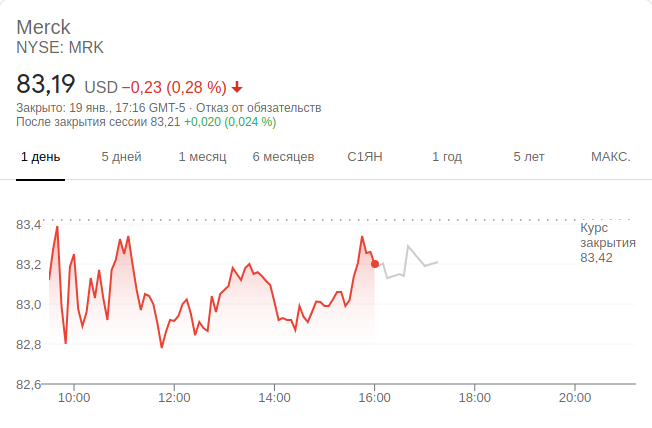 Merck
NYSE: MRK
83,19 USD −0,23 (0,28 %)
Закрыто: 19 янв., 17:16 GMT-5 · Отказ от обязательств
После закрытия сессии 83,21 +0,020 (0,024 %)
1 день 5 дней 1 месяц 6 месяцев С1ЯН 1 год 5 лет МАКС.
83,4
Курс
закрытия
83,42
83,2
83,0
82,8
82,6
10:00 12:00 14:00 16:00 18:00 20:00